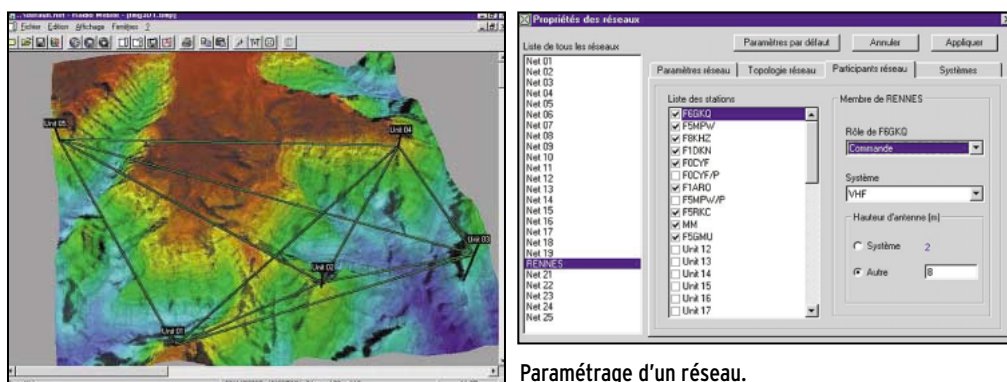 Fichier Edition Affichage Fenêtres ?
Unit 05
Unit 04
Unit 03
Unit 02
Unit 01
Propriétés des réseaux
Liste de tous les réseaux
Paramètres par défaut
Annuler
Appliquer
Net 01
Net 02
Net 03
Net 04
Net 05
Net 06
Net 07
Net 08
Net 09
Net 10
Net 11
Net 12
Net 13
Net 14
Net 15
Net 16
Net 17
Net 18
Net 19
RENNES
Net 21
Net 22
Net 23
Net 24
Net 25
Paramètres réseau
Topologie réseau
Participants réseau
Systèmes
Liste des stations
F6GKQ
F5MPW
F8KHZ
F1DKN
F0CYF
F0CYF/P
F1ARO
F5MPW/P
F5RKC
MM
F5GMU
Unit 12
Unit 13
Unit 14
Unit 15
Unit 16
Unit 17
Membre de RENNES
Rôle de F6GKQ
Commande
Système
VHF
Hauteur d'antenne (m)
Système 2
Autre 8
Paramétrage d'un réseau.